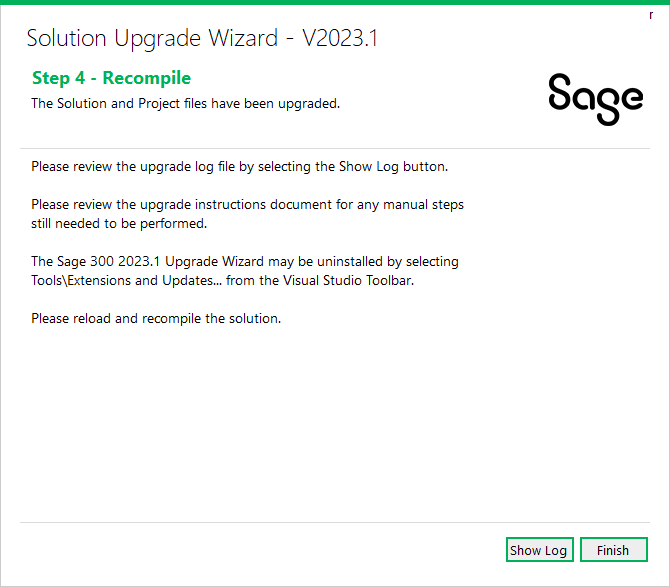 r
Solution Upgrade Wizard - V2023.1
Step 4 - Recompile
The Solution and Project files have been upgraded.
Sage
Please review the upgrade log file by selecting the Show Log button.
Please review the upgrade instructions document for any manual steps
still needed to be performed.
The Sage 300 2023.1 Upgrade Wizard may be uninstalled by selecting
Tools\Extensions and Updates... from the Visual Studio Toolbar.
Please reload and recompile the solution.
Show Log
Finish